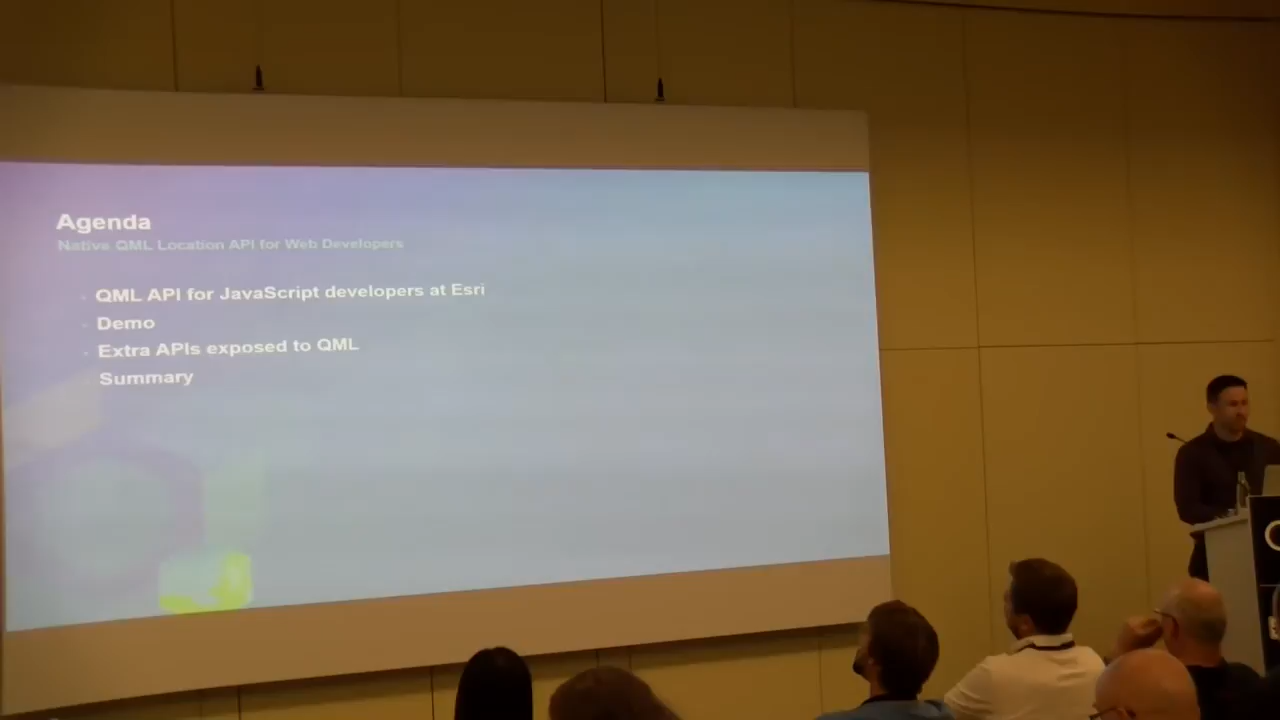 Agenda
Native QML Location API for Web Developers
- QML API for JavaScript developers at Esri
- Demo
- Extra APIs exposed to QML
Summary